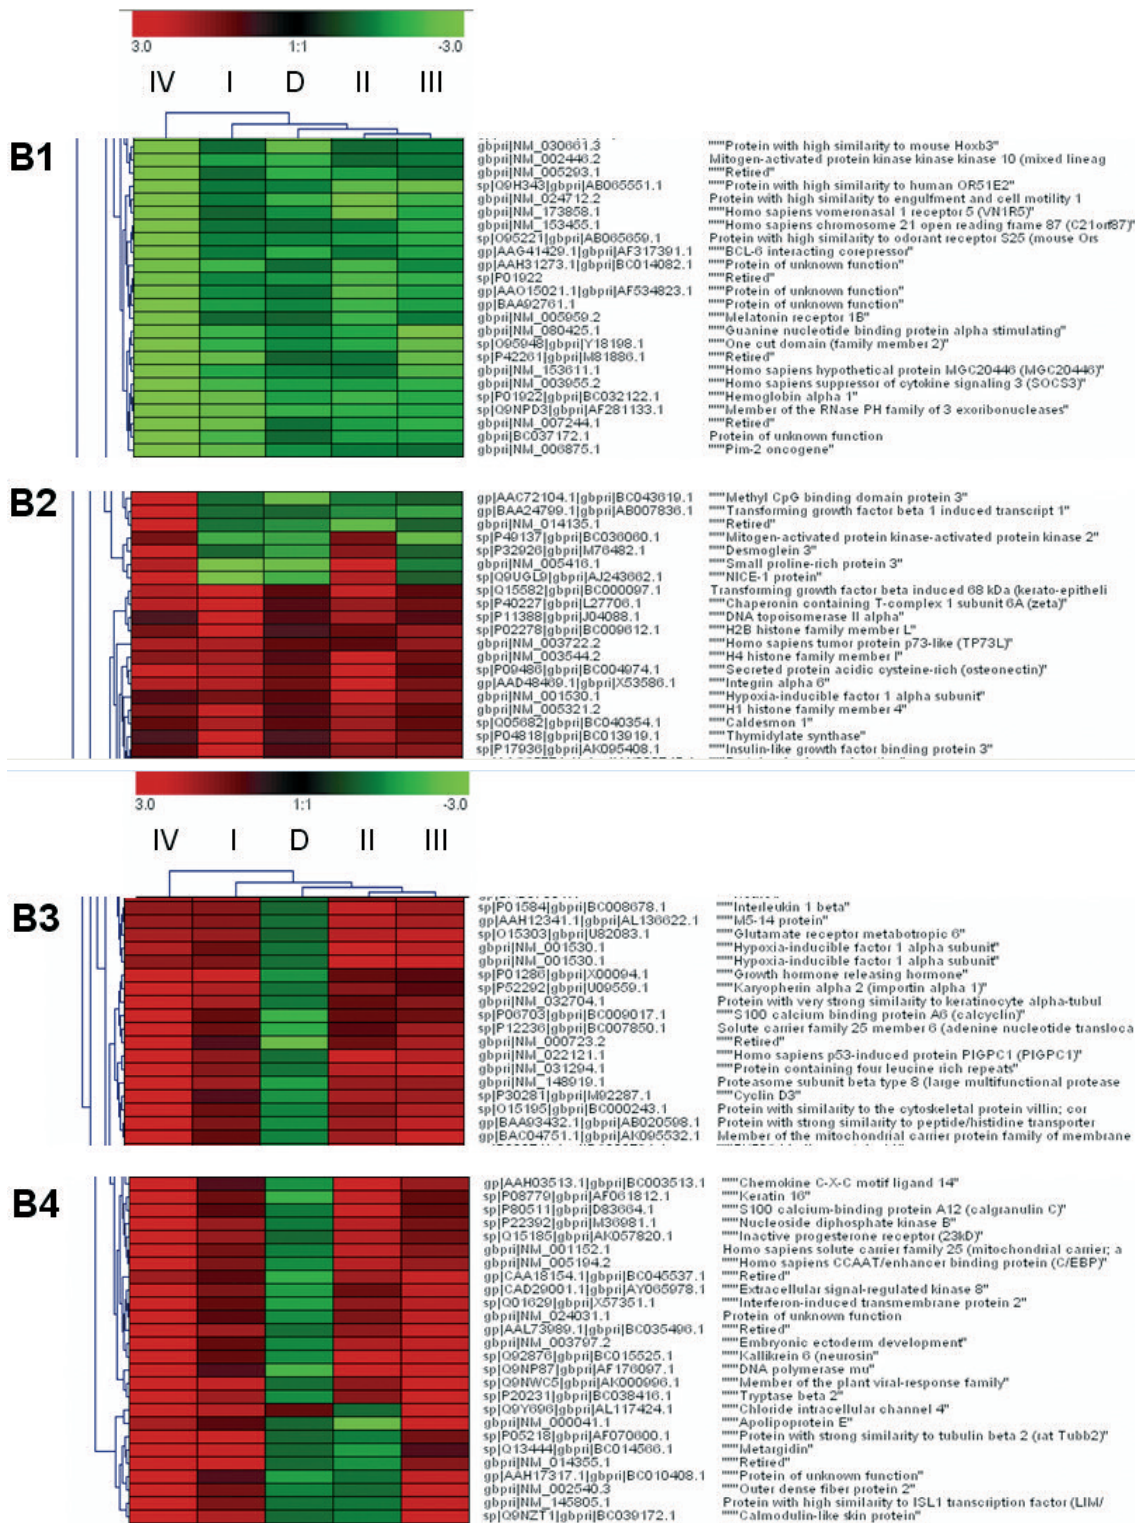 3.0 1:1 -3.0
IV I D II III
B1
gbpri|NM_030661.3 """Protein with high similarity to mouse Hoxb3"
gbpri|NM_002446.2 Mitogen-activated protein kinase kinase kinase 10 (mixed lineag
gbpri|NM_005293.1 """Retired"
sp|Q9H343|gbpri|AB065551.1 """Protein with high similarity to human OR51E2"
gbpri|NM_024712.2 Protein with high similarity to engulfment and cell motility 1
gbpri|NM_173858.1 """Homo sapiens vomeronasal 1 receptor 5 (VN1R5)"
gbpri|NM_153455.1 """Homo sapiens chromosome 21 open reading frame 87 (C21orf87)"
sp|O95221|gbpri|AB065659.1 Protein with high similarity to odorant receptor S25 (mouse Ors
gp|AAG41429.1|gbpri|AF317391.1 """BCL-6 interacting corepressor"
gp|AAH31273.1|gbpri|BC014082.1 """Protein of unknown function"
sp|P01922 """Retired"
gp|AAO15021.1|gbpri|AF534823.1 """Protein of unknown function"
gp|BAA92761.1 """Protein of unknown function"
gbpri|NM_005959.2 """Melatonin receptor 1B"
gbpri|NM_080425.1 """Guanine nucleotide binding protein alpha stimulating"
sp|O95948|gbpri|Y18198.1 """One cut domain (family member 2)"
sp|P42261|gbpri|M81886.1 """Retired"
gbpri|NM_153611.1 """Homo sapiens hypothetical protein MGC20446 (MGC20446)"
gbpri|NM_003955.2 """Homo sapiens suppressor of cytokine signaling 3 (SOCS3)"
sp|P01922|gbpri|BC032122.1 """Hemoglobin alpha 1"
sp|Q9NPD3|gbpri|AF281133.1 """Member of the RNase PH family of 3 exoribonucleases"
gbpri|NM_007244.1 """Retired"
gbpri|BC037172.1 Protein of unknown function
gbpri|NM_006875.1 """Pim-2 oncogene"
B2
gp|AAC72104.1|gbpri|BC043619.1 """Methyl CpG binding domain protein 3"
gp|BAA24799.1|gbpri|AB007836.1 """Transforming growth factor beta 1 induced transcript 1"
gbpri|NM_014135.1 """Retired"
sp|P49137|gbpri|BC036060.1 """Mitogen-activated protein kinase-activated protein kinase 2"
sp|P32926|gbpri|M76482.1 """Desmoglein 3"
gbpri|NM_005416.1 """Small proline-rich protein 3"
sp|Q9UGL9|gbpri|AJ243662.1 """NICE-1 protein"
sp|Q15582|gbpri|BC000097.1 Transforming growth factor beta induced 68 kDa (kerato-epitheli
sp|P40227|gbpri|L27706.1 """Chaperonin containing T-complex 1 subunit 6A (zeta)"
sp|P11388|gbpri|J04088.1 """DNA topoisomerase II alpha"
sp|P02278|gbpri|BC009612.1 """H2B histone family member L"
gbpri|NM_003722.2 """Homo sapiens tumor protein p73-like (TP73L)"
gbpri|NM_003544.2 """H4 histone family member I"
sp|P09486|gbpri|BC004974.1 """Secreted protein acidic cysteine-rich (osteonectin)"
gp|AAD48469.1|gbpri|X53586.1 """Integrin alpha 6"
gbpri|NM_001530.1 """Hypoxia-inducible factor 1 alpha subunit"
gbpri|NM_005321.2 """H1 histone family member 4"
sp|Q05682|gbpri|BC040354.1 """Caldesmon 1"
sp|P04818|gbpri|BC013919.1 """Thymidylate synthase"
sp|P17936|gbpri|AK095408.1 """Insulin-like growth factor binding protein 3"
3.0 1:1 -3.0
IV I D II III
B3
sp|P01584|gbpri|BC008678.1 """Interleukin 1 beta"
gp|AAH12341.1|gbpri|AL136622.1 """M5-14 protein"
sp|O15303|gbpri|U82083.1 """Glutamate receptor metabotropic 6"
gbpri|NM_001530.1 """Hypoxia-inducible factor 1 alpha subunit"
gbpri|NM_001530.1 """Hypoxia-inducible factor 1 alpha subunit"
sp|P01286|gbpri|X00094.1 """Growth hormone releasing hormone"
sp|P52292|gbpri|U09559.1 """Karyopherin alpha 2 (importin alpha 1)"
gbpri|NM_032704.1 Protein with very strong similarity to keratinocyte alpha-tubul
sp|P06703|gbpri|BC009017.1 """S100 calcium binding protein A6 (calcyclin)"
sp|P12236|gbpri|BC007850.1 Solute carrier family 25 member 6 (adenine nucleotide transloca
gbpri|NM_000723.2 """Retired"
gbpri|NM_022121.1 """Homo sapiens p53-induced protein PIGPC1 (PIGPC1)"
gbpri|NM_031294.1 """Protein containing four leucine rich repeats"
gbpri|NM_148919.1 Proteasome subunit beta type 8 (large multifunctional protease
sp|P30281|gbpri|M92287.1 """Cyclin D3"
sp|O15195|gbpri|BC000243.1 Protein with similarity to the cytoskeletal protein villin; cor
gp|BAA93432.1|gbpri|AB020598.1 Protein with strong similarity to peptide/histidine transporter
gp|BAC04751.1|gbpri|AK095532.1 Member of the mitochondrial carrier protein family of membrane
B4
gp|AAH03513.1|gbpri|BC003513.1 """Chemokine C-X-C motif ligand 14"
sp|P08779|gbpri|AF061812.1 """Keratin 16"
sp|P80511|gbpri|D83664.1 """S100 calcium-binding protein A12 (calgranulin C)"
sp|P22392|gbpri|M36981.1 """Nucleoside diphosphate kinase B"
sp|Q15185|gbpri|AK057820.1 """Inactive progesterone receptor (23kD)"
gbpri|NM_001152.1 Homo sapiens solute carrier family 25 (mitochondrial carrier; a
gbpri|NM_005194.2 """Homo sapiens CCAAT/enhancer binding protein (C/EBP)"
gp|CAA18154.1|gbpri|BC045537.1 """Retired"
gp|CAD29001.1|gbpri|AY065978.1 """Extracellular signal-regulated kinase 8"
sp|Q01629|gbpri|X57351.1 """Interferon-induced transmembrane protein 2"
gbpri|NM_024031.1 Protein of unknown function
gp|AAL73989.1|gbpri|BC035496.1 """Retired"
gbpri|NM_003797.2 """Embryonic ectoderm development"
sp|Q92876|gbpri|BC015525.1 """Kallikrein 6 (neurosin)"
sp|Q9NP87|gbpri|AF176097.1 """DNA polymerase mu"
sp|Q9NWC5|gbpri|AK000996.1 """Member of the plant viral-response family"
sp|P20231|gbpri|BC038416.1 """Tryptase beta 2"
sp|Q9Y696|gbpri|AL117424.1 """Chloride intracellular channel 4"
gbpri|NM_000041.1 """Apolipoprotein E"
sp|P05218|gbpri|AF070600.1 """Protein with strong similarity to tubulin beta 2 (rat Tubb2)"
sp|Q13444|gbpri|BC014566.1 """Metargidin"
gbpri|NM_014355.1 """Retired"
gp|AAH17317.1|gbpri|BC010408.1 """Protein of unknown function"
gbpri|NM_002540.3 """Outer dense fiber protein 2"
gbpri|NM_145805.1 Protein with high similarity to ISL1 transcription factor (LIM/
sp|Q9NZT1|gbpri|BC039172.1 """Calmodulin-like skin protein"